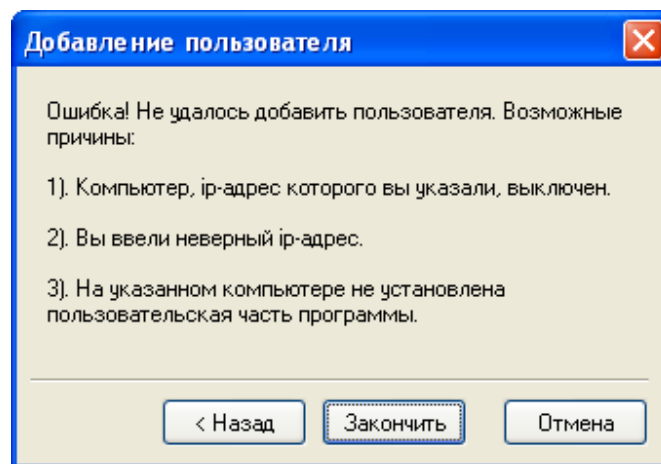 Добавление пользователя
Ошибка! Не удалось добавить пользователя. Возможные
причины:
1). Компьютер, ip-адрес которого вы указали, выключен.
2). Вы ввели неверный ip-адрес.
3). На указанном компьютере не установлена
пользовательская часть программы.
< Назад
Закончить
Отмена